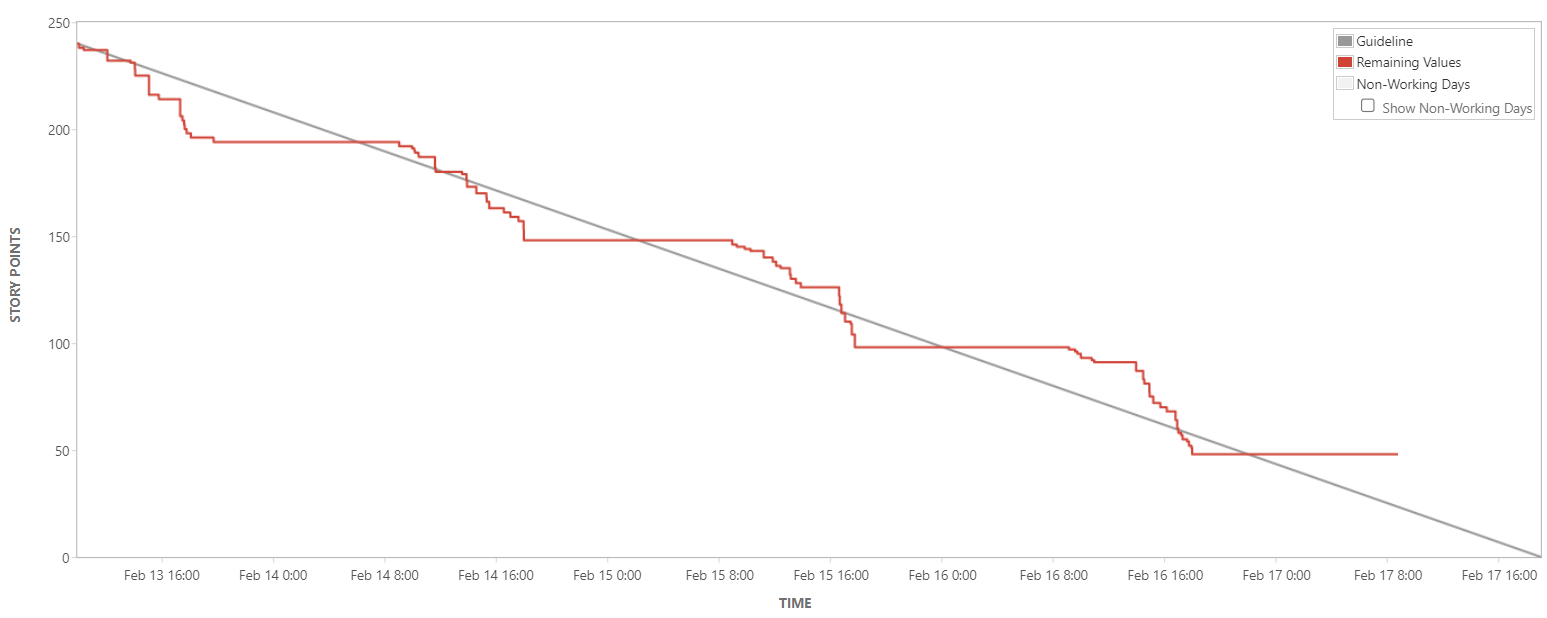 250
200
150
100
50
0
STORY POINTS
Guideline
Remaining Values
Non-Working Days
Show Non-Working Days
Feb 13 16:00 Feb 14 0:00 Feb 14 8:00 Feb 14 16:00 Feb 15 0:00 Feb 15 8:00 Feb 15 16:00 Feb 16 0:00 Feb 16 8:00 Feb 16 16:00 Feb 17 0:00 Feb 17 8:00 Feb 17 16:00
TIME